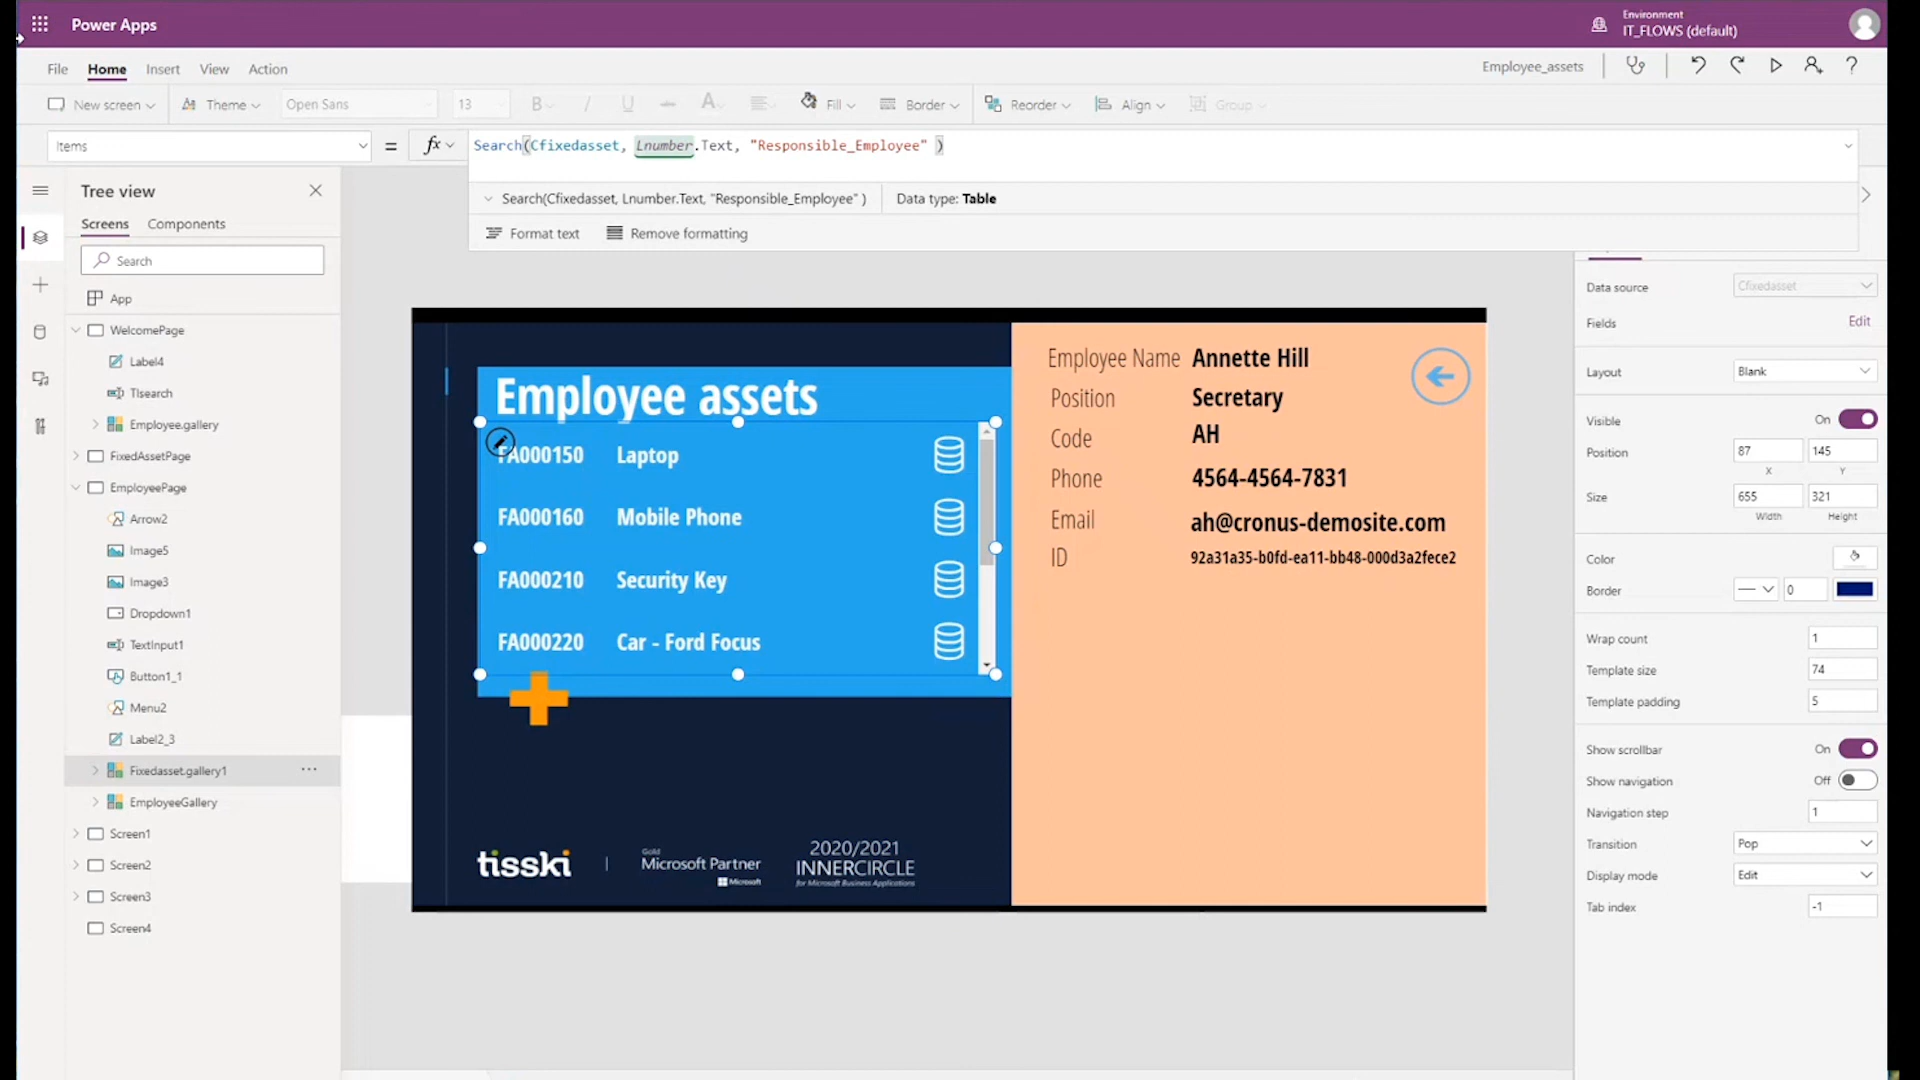 Power Apps
Environment
IT_FLOWS (default)
File Home Insert View Action
Employee_assets
New screen Theme Open Sans 13 B I U A Fill Border Reorder Align Group
Items = fx Search(Cfixedasset, Lnumber.Text, "Responsible_Employee" )
Search(Cfixedasset, Lnumber.Text, "Responsible_Employee" ) Data type: Table
Format text Remove formatting
Tree view
Screens Components
Search
App
WelcomePage
Label4
TIsearch
Employee.gallery
FixedAssetPage
EmployeePage
Arrow2
Image5
Image3
Dropdown1
TextInput1
Button1_1
Menu2
Label2_3
Fixedasset.gallery1 ...
EmployeeGallery
Screen1
Screen2
Screen3
Screen4
Employee assets
FA000150 Laptop
FA000160 Mobile Phone
FA000210 Security Key
FA000220 Car - Ford Focus
tisski | Gold
Microsoft Partner
Microsoft
2020/2021
INNERCIRCLE
for Microsoft Business Applications
Employee Name Annette Hill
Position Secretary
Code AH
Phone 4564-4564-7831
Email ah@cronus-demosite.com
ID 92a31a35-b0fd-ea11-bb48-000d3a2fece2
Data source Cfixedasset
Fields Edit
Layout Blank
Visible On
Position 87 145
X Y
Size 655 321
Width Height
Color
Border 0
Wrap count 1
Template size 74
Template padding 5
Show scrollbar On
Show navigation Off
Navigation step 1
Transition Pop
Display mode Edit
Tab index -1